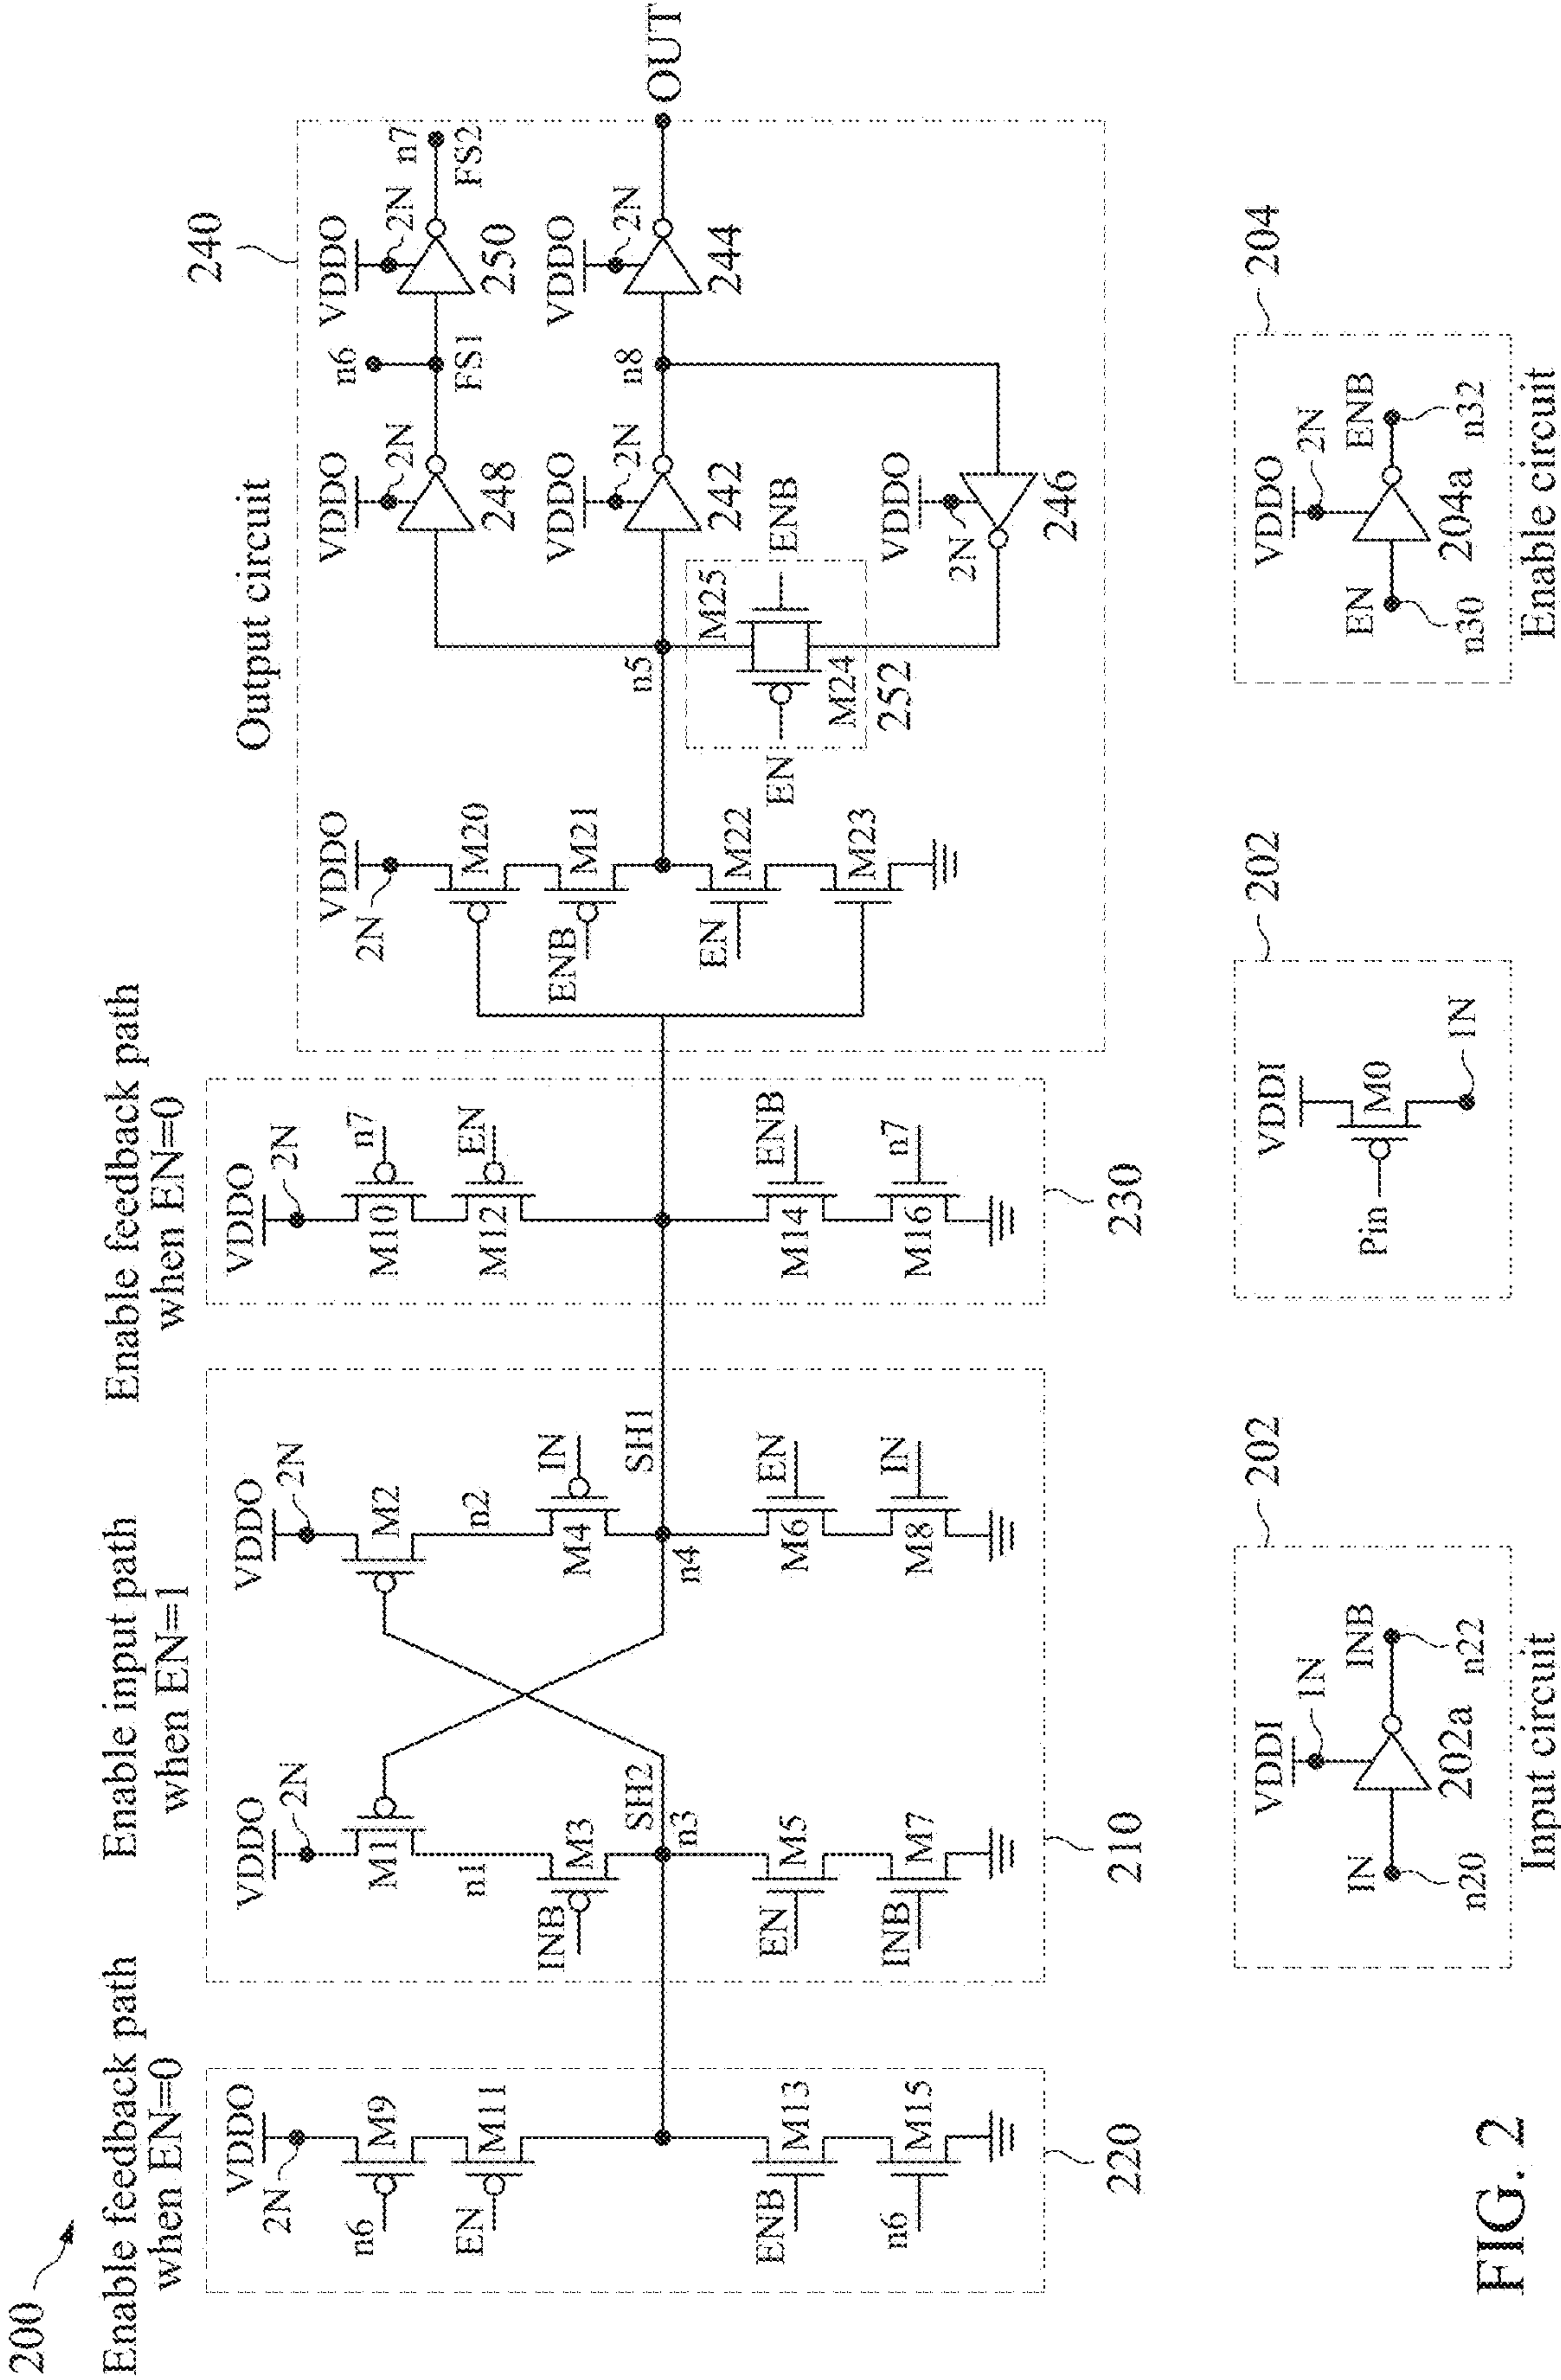 200
Enable feedback path
when EN=0
Enable input path
when EN=1
Enable feedback path
when EN=0
Output circuit
VDDO
2N
n6
M9
EN
M11
ENB
M13
n6
M15
220
VDDO
2N
M1
n1
INB
M3
SH2
n3
EN
M5
INB
M7
VDDO
2N
M2
n2
IN
M4
SH1
n4
EN
M6
IN
M8
210
VDDO
2N
n7
M10
EN
M12
ENB
M14
n7
M16
230
240
VDDO
2N
M20
ENB
M21
EN
M22
M23
n5
VDDO
2N
248
n6
FS1
VDDO
2N
250
n7
FS2
VDDO
2N
242
n8
VDDO
2N
244
OUT
M25
ENB
EN
M24
252
VDDO
2N
246
202
VDDI
1N
IN
INB
n20
202a
n22
Input circuit
202
VDDI
Pin
M0
1N
204
VDDO
2N
EN
ENB
n30
204a
n32
Enable circuit
FIG. 2